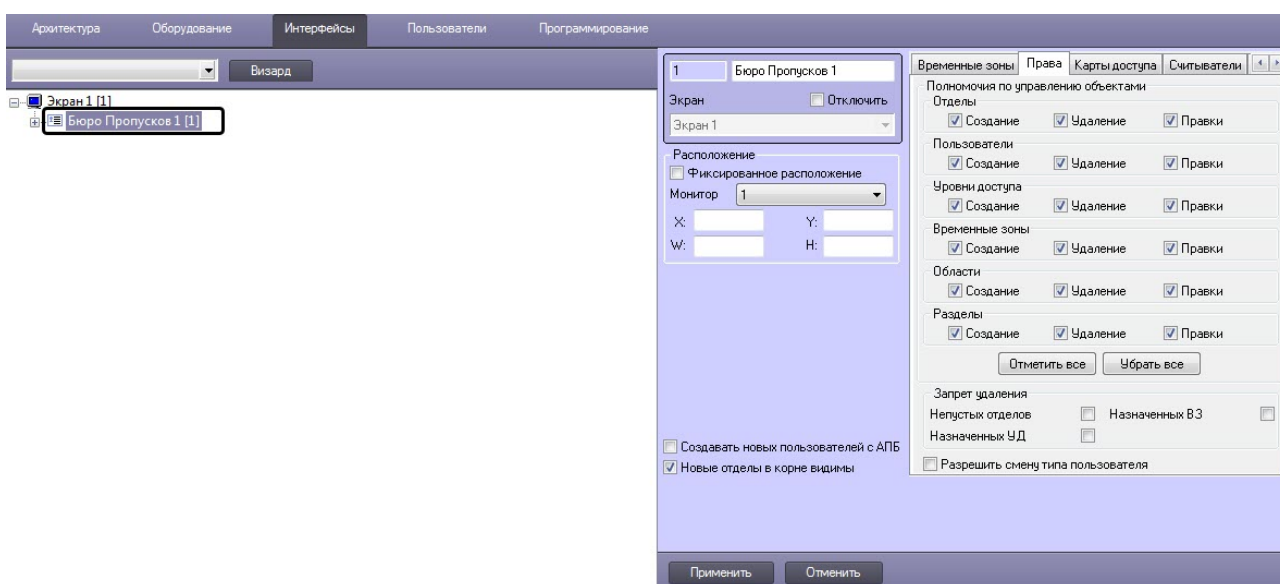 Архитектура Оборудование Интерфейсы Пользователи Программирование
Визард
Экран 1 [1]
Бюро Пропусков 1 [1]
1 Бюро Пропусков 1
Экран Отключить
Экран 1
Расположение
Фиксированное расположение
Монитор 1
X: Y:
W: H:
Создавать новых пользователей с АПБ
Новые отделы в корне видимы
Временные зоны Права Карты доступа Считыватели
Полномочия по управлению объектами
Отделы
Создание Удаление Правки
Пользователи
Создание Удаление Правки
Уровни доступа
Создание Удаление Правки
Временные зоны
Создание Удаление Правки
Области
Создание Удаление Правки
Разделы
Создание Удаление Правки
Отметить все Убрать все
Запрет удаления
Непустых отделов Назначенных ВЗ
Назначенных УД
Разрешить смену типа пользователя
Применить Отменить